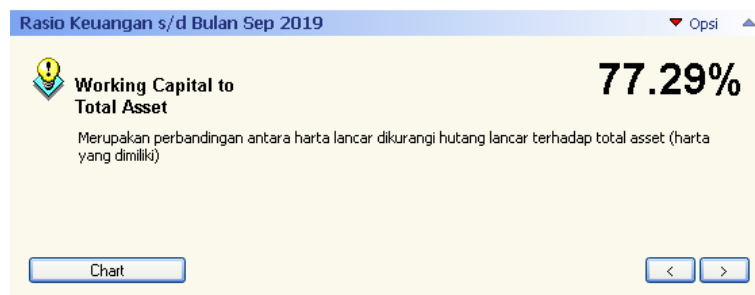 Rasio Keuangan s/d Bulan Sep 2019
Opsi
Working Capital to
Total Asset
77.29%
Merupakan perbandingan antara harta lancar dikurangi hutang lancar terhadap total asset (harta
yang dimiliki)
Chart
< >